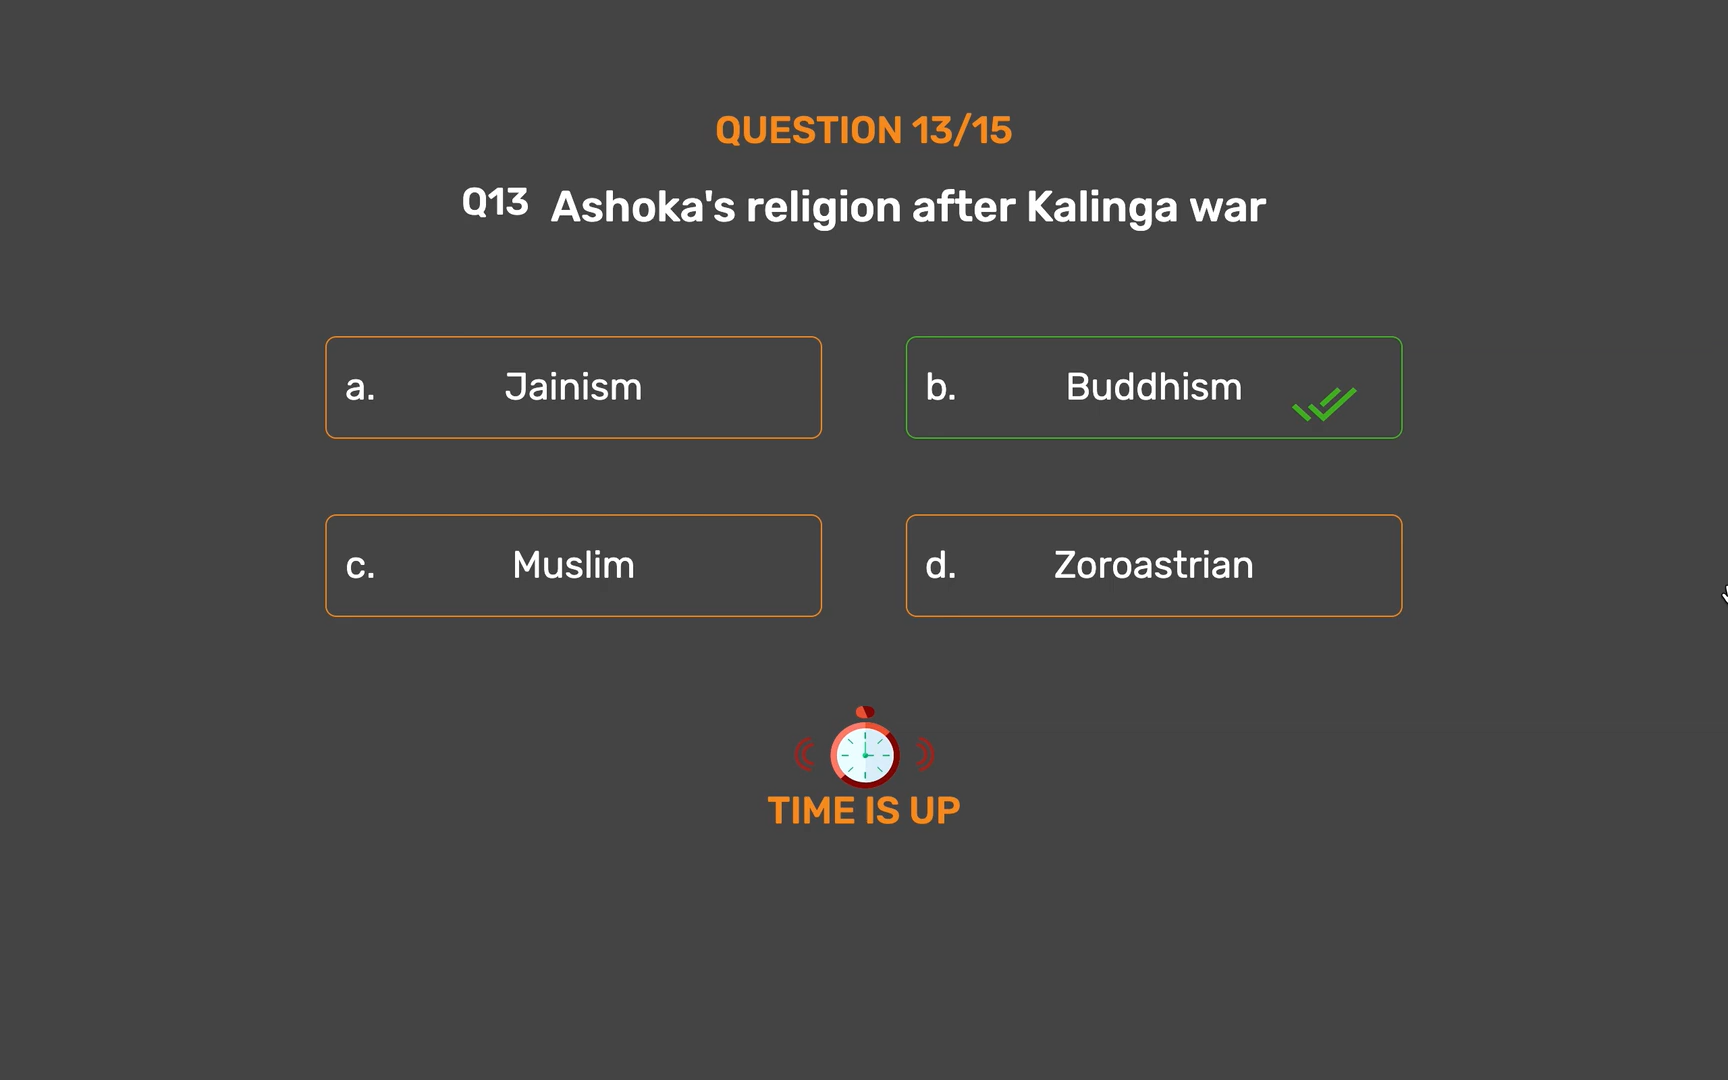 QUESTION 13/15
Q13 Ashoka's religion after Kalinga war
a. Jainism
b. Buddhism
c. Muslim
d. Zoroastrian
TIME IS UP